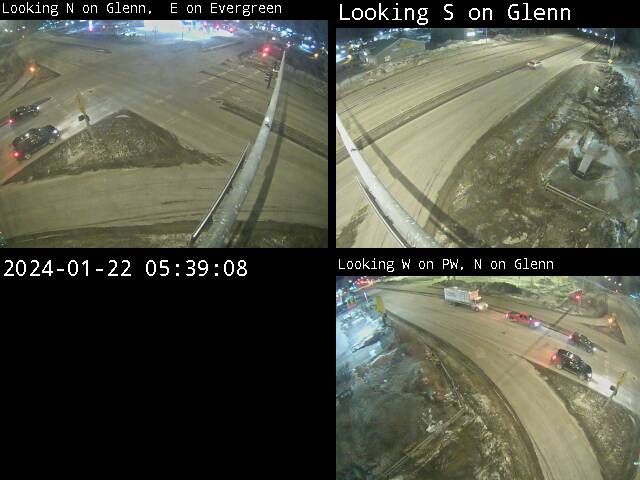 Looking N on Glenn,  E on Evergreen
Looking S on Glenn
2024-01-22 05:39:08
Looking W on PW, N on Glenn